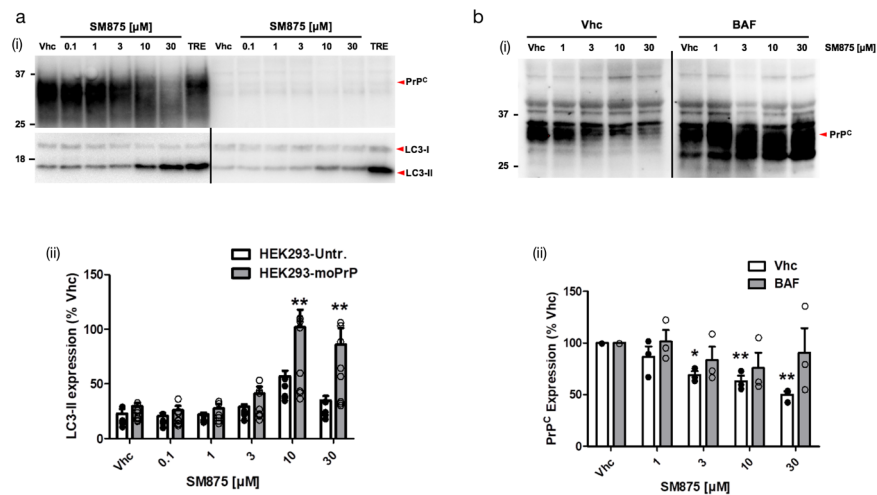 a
SM875 [µM] SM875 [µM]
(i) Vhc 0.1 1 3 10 30 TRE Vhc 0.1 1 3 10 30 TRE
37
PrPC
25
LC3-I
18
LC3-II
(ii)
HEK293-Untr.
HEK293-moPrP
LC3-II expression (% Vhc)
150
100
50
0
** **
Vhc 0.1 1 3 10 30
SM875 [µM]
b
Vhc BAF
(i) Vhc 1 3 10 30 Vhc 1 3 10 30 SM875 [µM]
37
PrPC
25
(ii)
Vhc
BAF
PrPC Expression (% Vhc)
150
100
50
0
* ** **
Vhc 1 3 10 30
SM875 [µM]